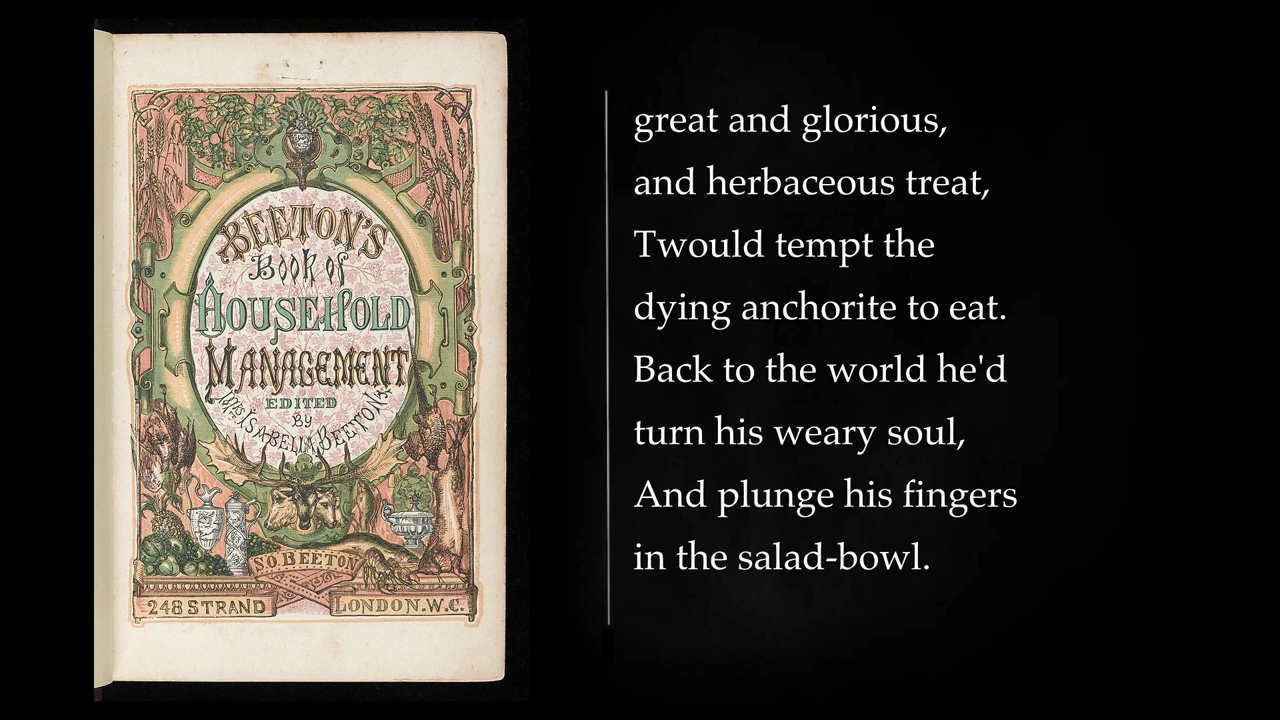 BEETON'S
Book of
HOUSEHOLD
MANAGEMENT
EDITED
BY
MRS ISABELLA BEETON
S.O. BEETON
248 STRAND
LONDON. W.C.
great and glorious,
and herbaceous treat,
Twould tempt the
dying anchorite to eat.
Back to the world he'd
turn his weary soul,
And plunge his fingers
in the salad-bowl.